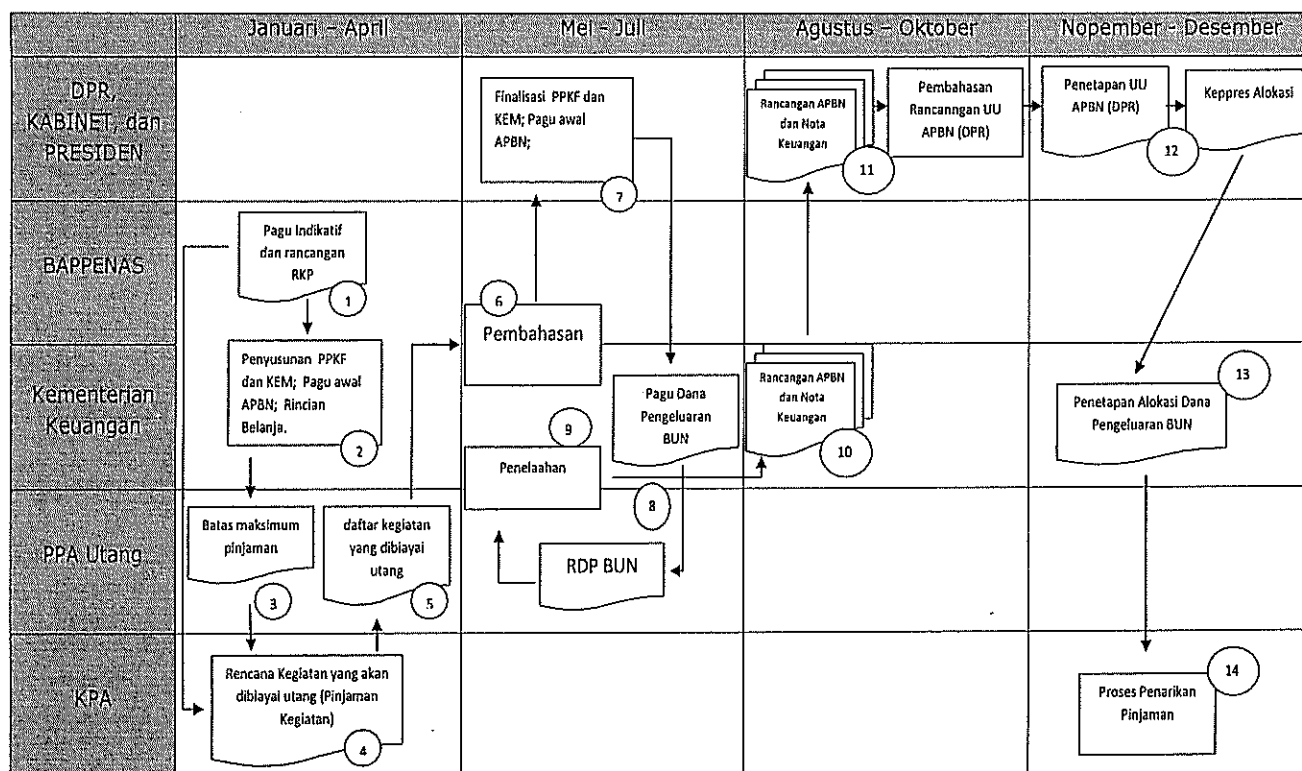 Januari – April
Mei - Juli
Agustus – Oktober
Nopember - Desember
DPR,
KABINET, dan
PRESIDEN
Finalisasi PPKF dan
KEM; Pagu awal
APBN;
7
Rancangan APBN
dan Nota
Keuangan
11
Pembahasan
Rancanngan UU
APBN (DPR)
Penetapan UU
APBN (DPR)
12
Keppres Alokasi
BAPPENAS
Pagu Indikatif
dan rancangan
RKP
1
6
Pembahasan
Kementerian
Keuangan
Penyusunan PPKF
dan KEM; Pagu awal
APBN; Rincian
Belanja.
2
9
Penelaahan
Pagu Dana
Pengeluaran
BUN
8
Rancangan APBN
dan Nota
Keuangan
10
13
Penetapan Alokasi Dana
Pengeluaran BUN
PPA Utang
Batas maksimum
pinjaman
3
daftar kegiatan
yang dibiayai
utang
5
RDP BUN
KPA
Rencana Kegiatan yang akan
dibiayai utang (Pinjaman
Kegiatan)
4
14
Proses Penarikan
Pinjaman